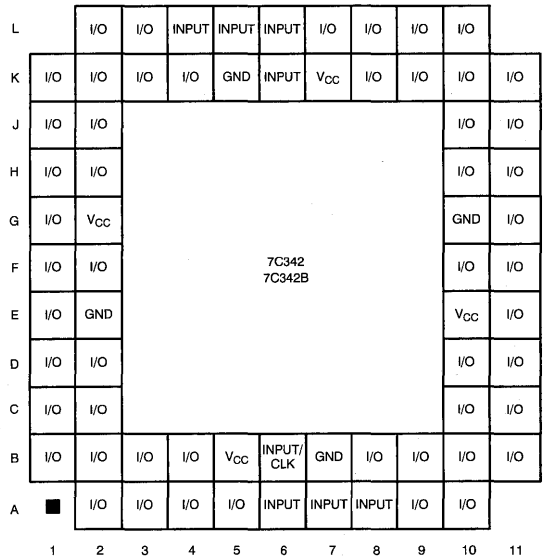 L I/O I/O INPUT INPUT INPUT I/O I/O I/O I/O
K I/O I/O I/O I/O GND INPUT VCC I/O I/O I/O I/O
J I/O I/O I/O I/O
H I/O I/O I/O I/O
G I/O VCC GND I/O
7C342
F I/O I/O I/O I/O
7C342B
E I/O GND VCC I/O
D I/O I/O I/O I/O
C I/O I/O I/O I/O
B I/O I/O I/O I/O VCC INPUT/ CLK GND I/O I/O I/O I/O
A I/O I/O I/O I/O INPUT INPUT INPUT I/O I/O
1 2 3 4 5 6 7 8 9 10 11